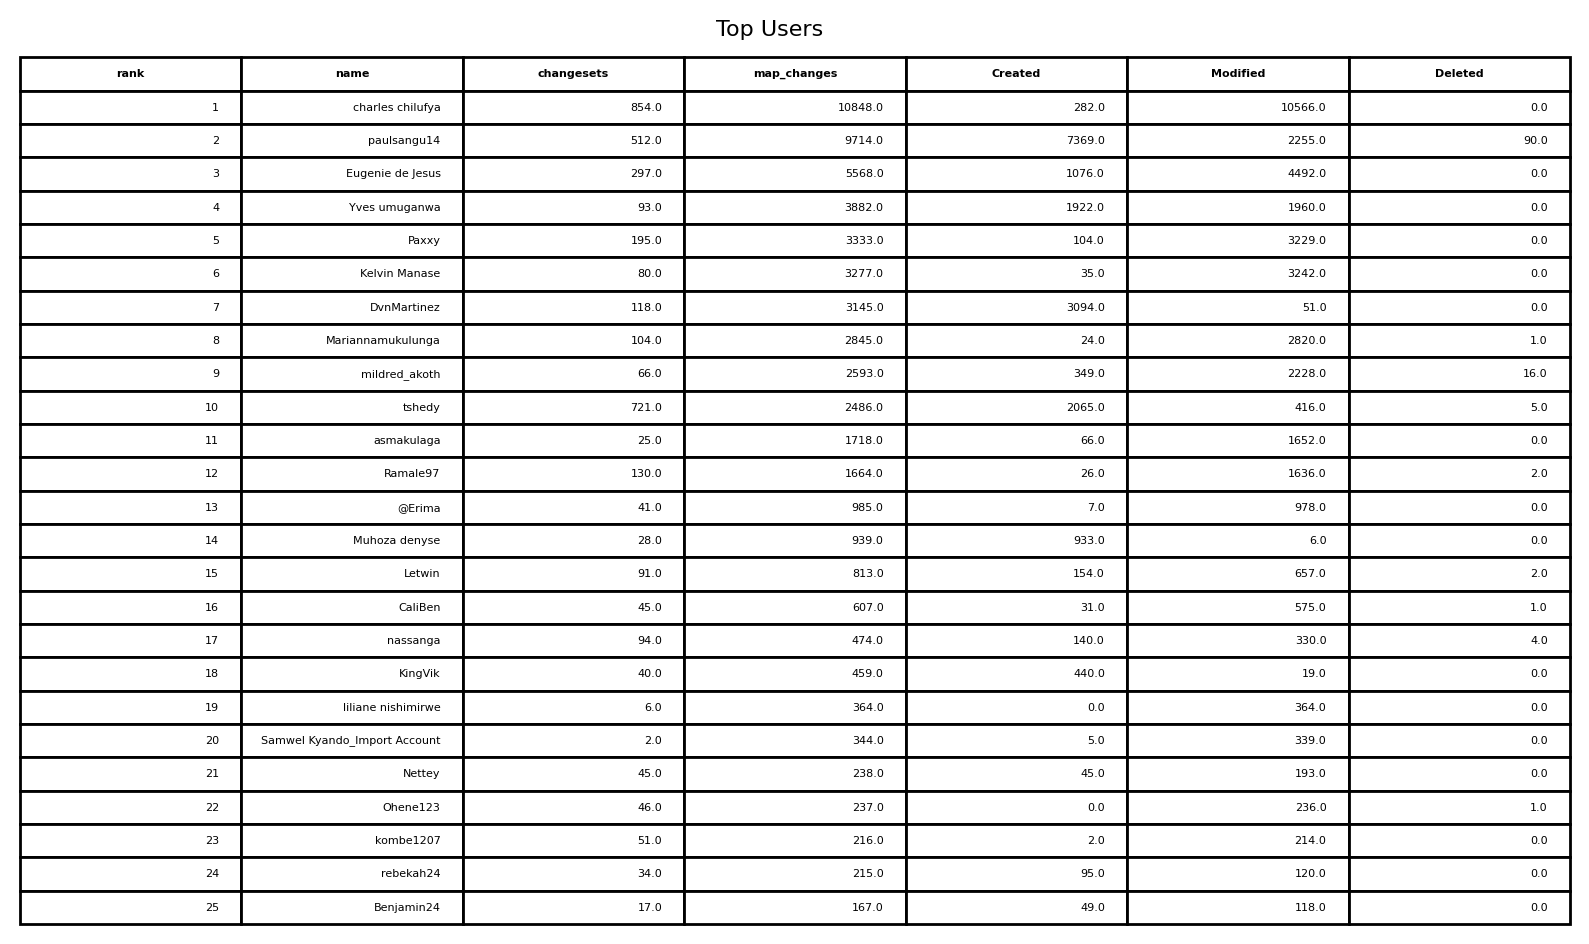 Top Users
rank name changesets map_changes Created Modified Deleted
1 charles chilufya 854.0 10848.0 282.0 10566.0 0.0
2 paulsangu14 512.0 9714.0 7369.0 2255.0 90.0
3 Eugenie de Jesus 297.0 5568.0 1076.0 4492.0 0.0
4 Yves umuganwa 93.0 3882.0 1922.0 1960.0 0.0
5 Paxxy 195.0 3333.0 104.0 3229.0 0.0
6 Kelvin Manase 80.0 3277.0 35.0 3242.0 0.0
7 DvnMartinez 118.0 3145.0 3094.0 51.0 0.0
8 Mariannamukulunga 104.0 2845.0 24.0 2820.0 1.0
9 mildred_akoth 66.0 2593.0 349.0 2228.0 16.0
10 tshedy 721.0 2486.0 2065.0 416.0 5.0
11 asmakulaga 25.0 1718.0 66.0 1652.0 0.0
12 Ramale97 130.0 1664.0 26.0 1636.0 2.0
13 @Erima 41.0 985.0 7.0 978.0 0.0
14 Muhoza denyse 28.0 939.0 933.0 6.0 0.0
15 Letwin 91.0 813.0 154.0 657.0 2.0
16 CaliBen 45.0 607.0 31.0 575.0 1.0
17 nassanga 94.0 474.0 140.0 330.0 4.0
18 KingVik 40.0 459.0 440.0 19.0 0.0
19 liliane nishimirwe 6.0 364.0 0.0 364.0 0.0
20 Samwel Kyando_Import Account 2.0 344.0 5.0 339.0 0.0
21 Nettey 45.0 238.0 45.0 193.0 0.0
22 Ohene123 46.0 237.0 0.0 236.0 1.0
23 kombe1207 51.0 216.0 2.0 214.0 0.0
24 rebekah24 34.0 215.0 95.0 120.0 0.0
25 Benjamin24 17.0 167.0 49.0 118.0 0.0